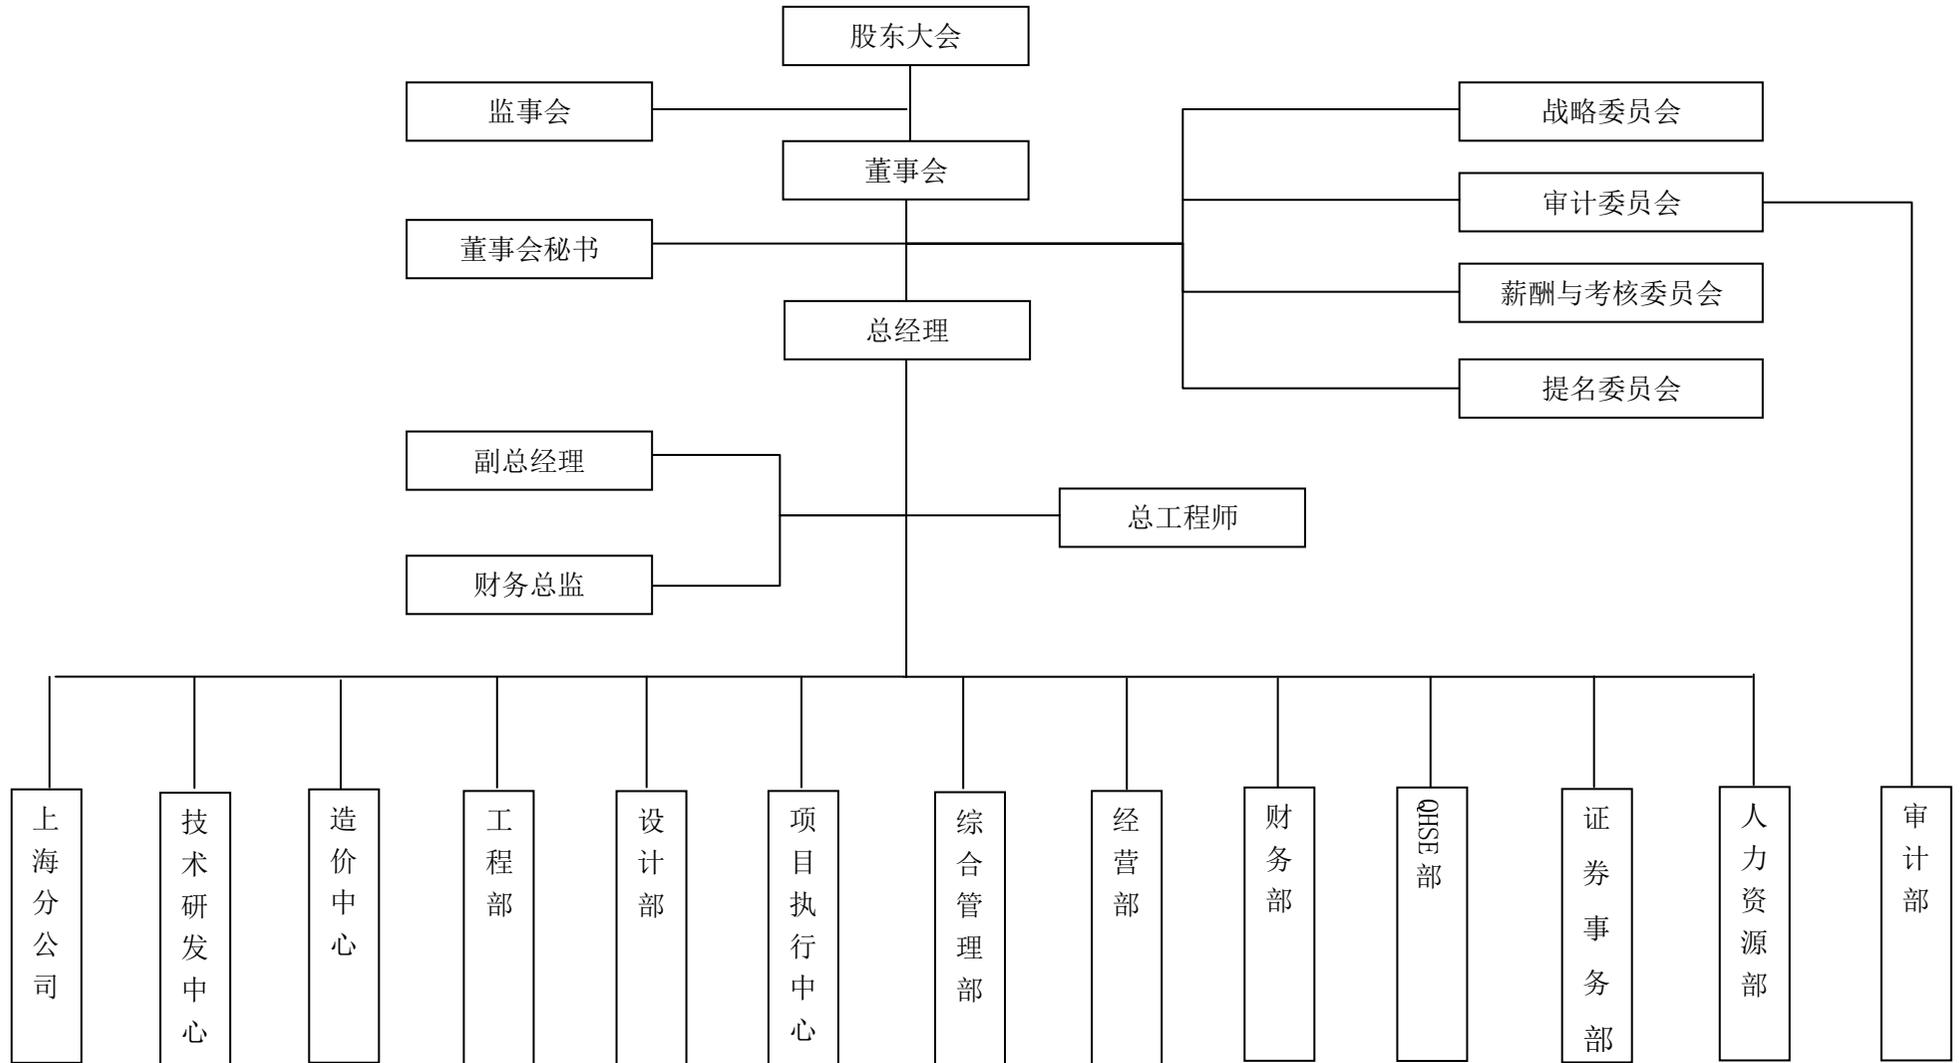 股东大会
监事会
战略委员会
董事会
审计委员会
董事会秘书
薪酬与考核委员会
总经理
提名委员会
副总经理
总工程师
财务总监
上海分公司
技术研发中心
造价中心
工程部
设计部
项目执行中心
综合管理部
经营部
财务部
QHSE部
证券事务部
人力资源部
审计部